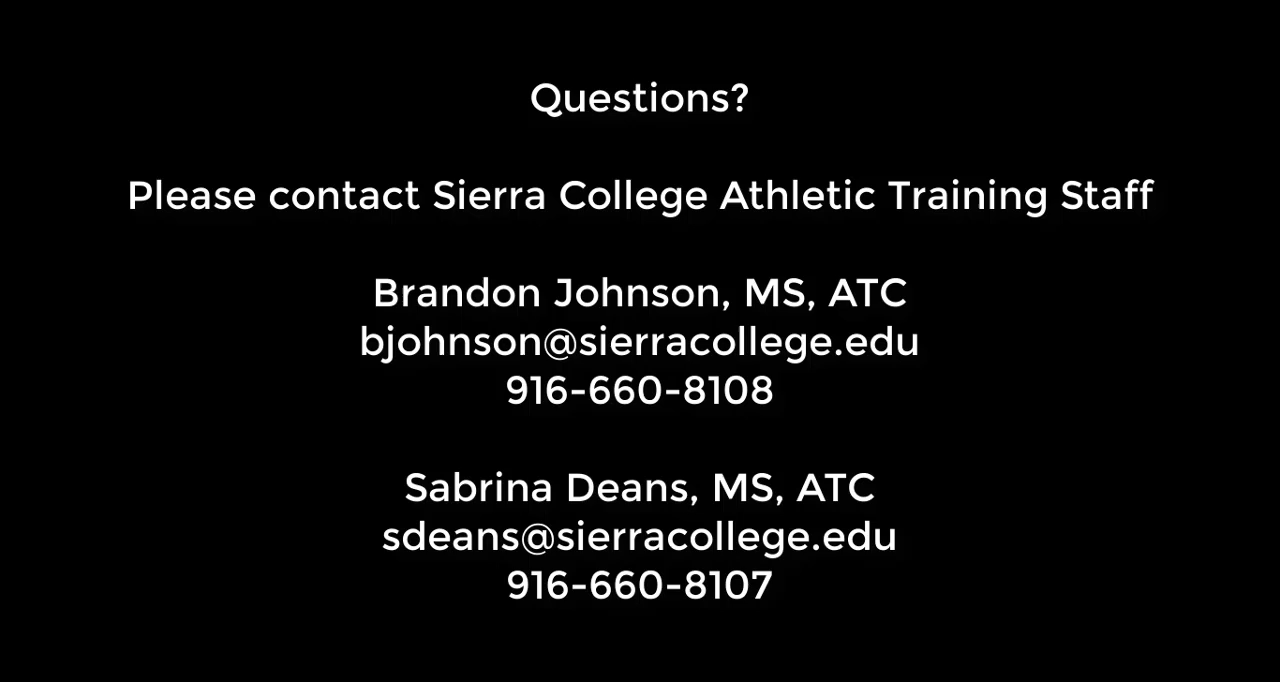 Questions?
Please contact Sierra College Athletic Training Staff
Brandon Johnson, MS, ATC
bjohnson@sierracollege.edu
916-660-8108
Sabrina Deans, MS, ATC
sdeans@sierracollege.edu
916-660-8107